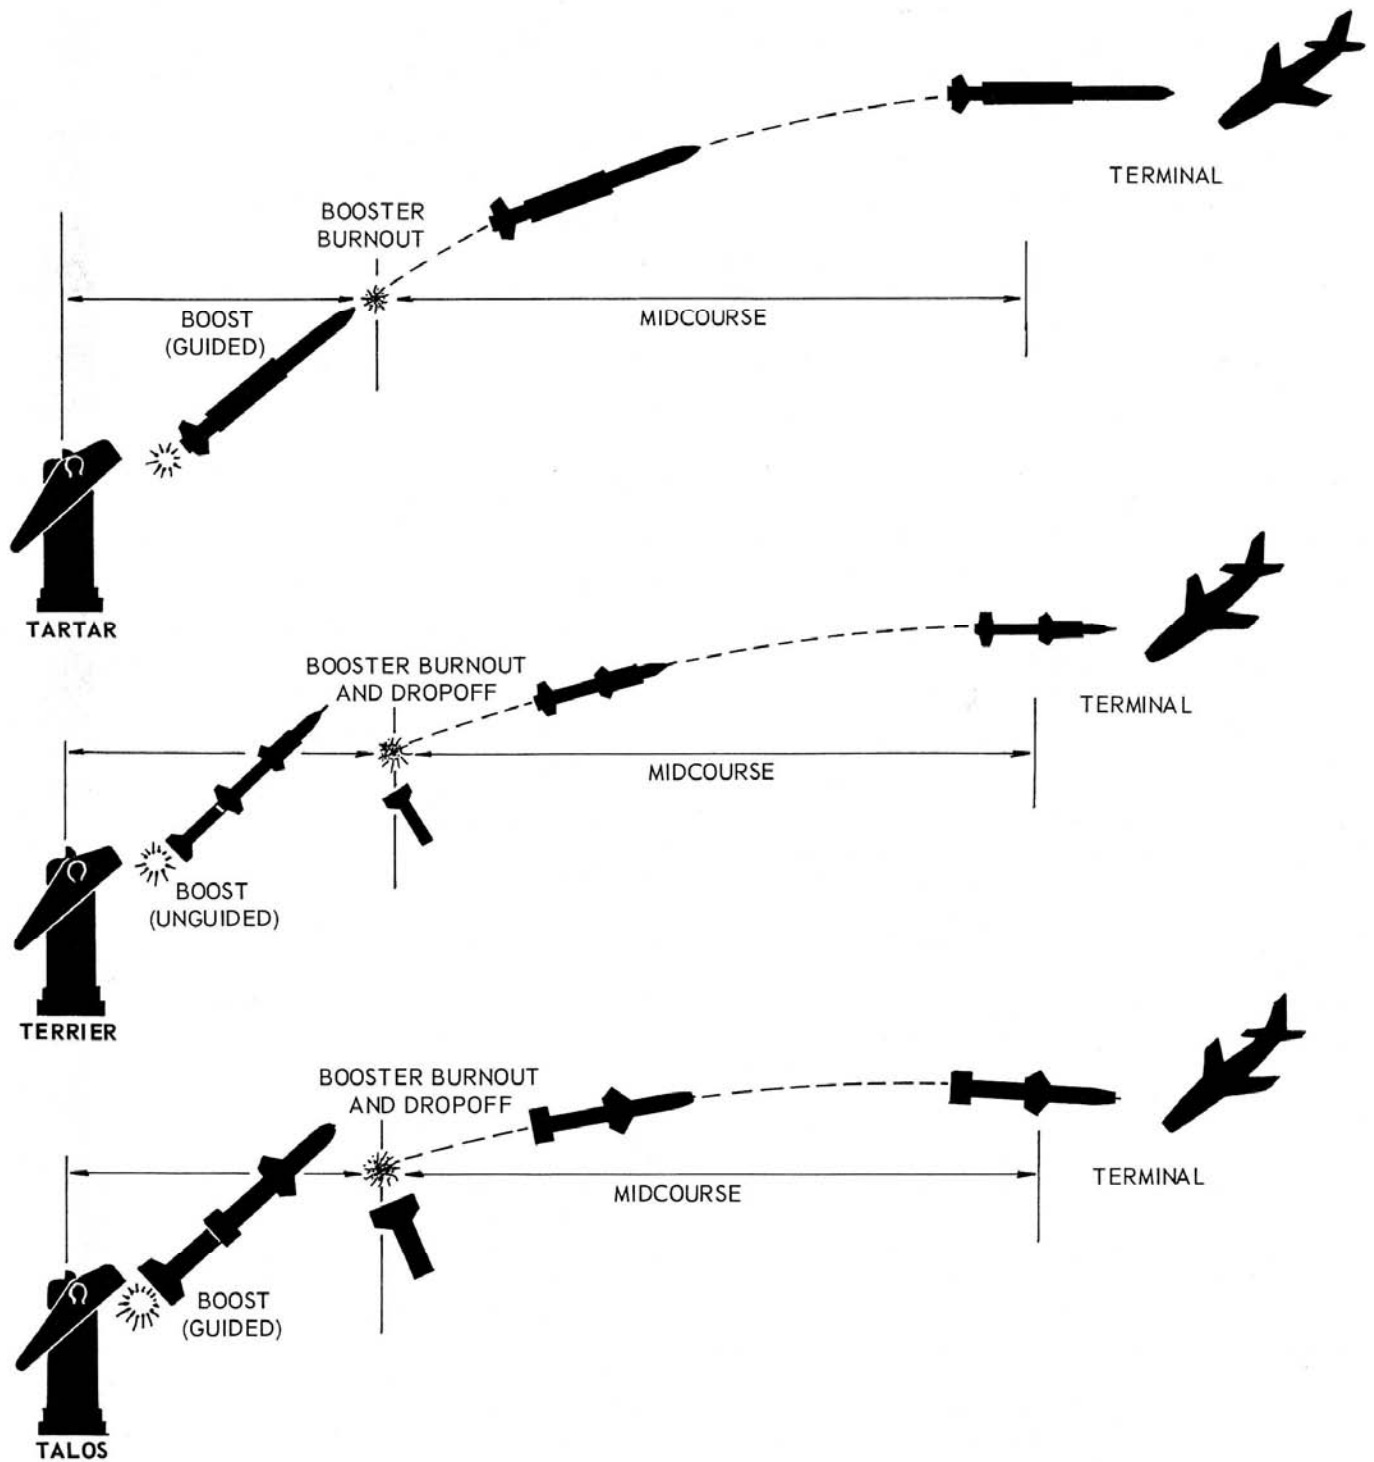 TERMINAL
BOOSTER
BURNOUT
BOOST
(GUIDED)
MIDCOURSE
TARTAR
BOOSTER BURNOUT
AND DROPOFF
TERMINAL
MIDCOURSE
BOOST
(UNGUIDED)
TERRIER
BOOSTER BURNOUT
AND DROPOFF
TERMINAL
MIDCOURSE
BOOST
(GUIDED)
TALOS